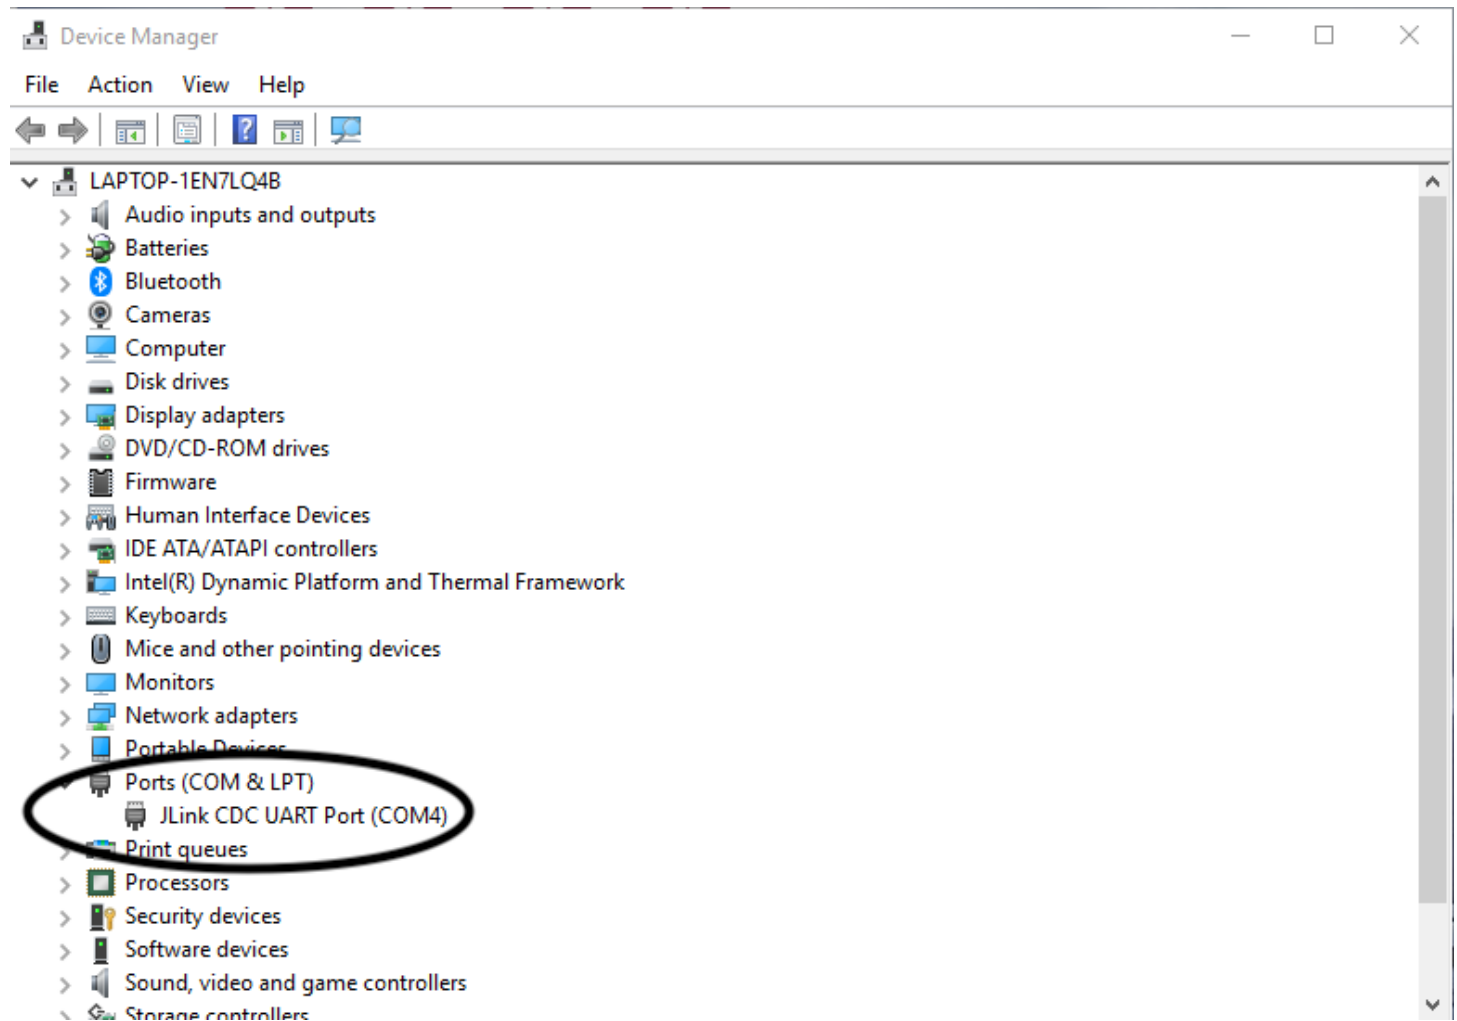 Device Manager
File Action View Help
LAPTOP-1EN7LQ4B
Audio inputs and outputs
Batteries
Bluetooth
Cameras
Computer
Disk drives
Display adapters
DVD/CD-ROM drives
Firmware
Human Interface Devices
IDE ATA/ATAPI controllers
Intel(R) Dynamic Platform and Thermal Framework
Keyboards
Mice and other pointing devices
Monitors
Network adapters
Portable Devices
Ports (COM & LPT)
JLink CDC UART Port (COM4)
Print queues
Processors
Security devices
Software devices
Sound, video and game controllers
Storage controllers